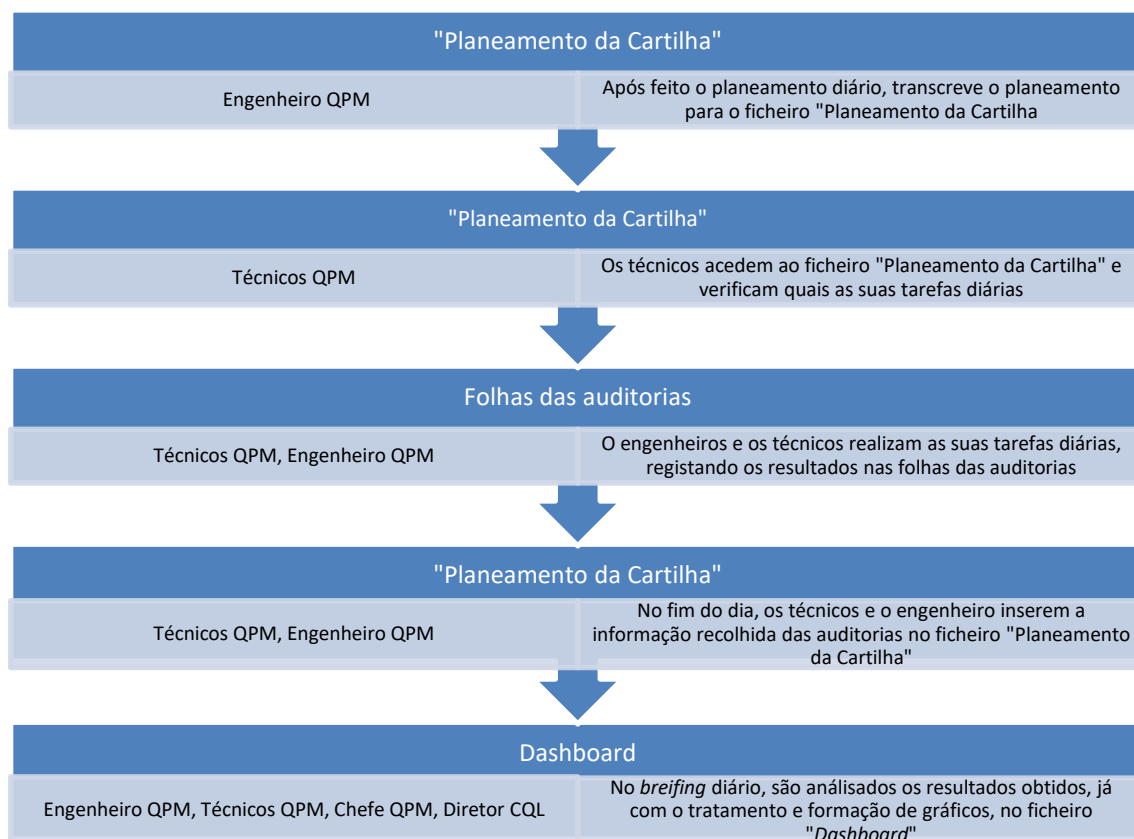 "Planeamento da Cartilha"
Engenheiro QPM
Após feito o planeamento diário, transcreve o planeamento
para o ficheiro "Planeamento da Cartilha
"Planeamento da Cartilha"
Técnicos QPM
Os técnicos acedem ao ficheiro "Planeamento da Cartilha" e
verificam quais as suas tarefas diárias
Folhas das auditorias
Técnicos QPM, Engenheiro QPM
O engenheiros e os técnicos realizam as suas tarefas diárias,
registando os resultados nas folhas das auditorias
"Planeamento da Cartilha"
Técnicos QPM, Engenheiro QPM
No fim do dia, os técnicos e o engenheiro inserem a
informação recolhida das auditorias no ficheiro "Planeamento
da Cartilha"
Dashboard
Engenheiro QPM, Técnicos QPM, Chefe QPM, Diretor CQL
No breifing diário, são análisados os resultados obtidos, já
com o tratamento e formação de gráficos, no ficheiro
"Dashboard"